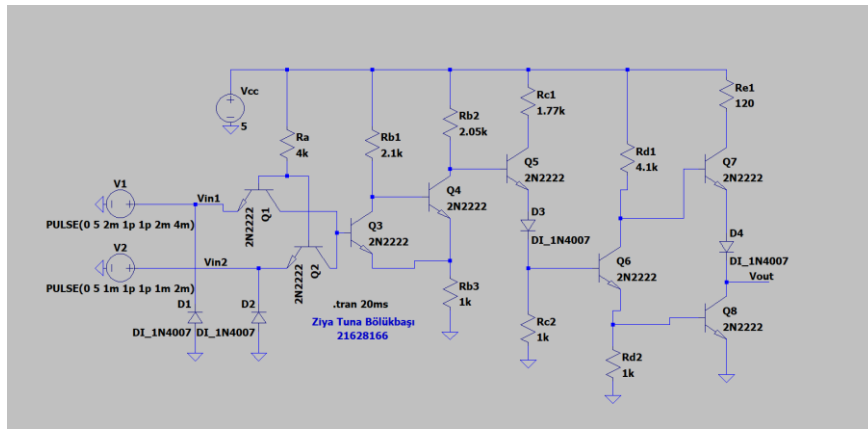 Vcc
5
Ra
4k
Rb1
2.1k
Rb2
2.05k
Rc1
1.77k
Rd1
4.1k
Re1
120
V1
PULSE(0 5 2m 1p 1p 2m 4m)
Vin1
2N2222
Q1
V2
PULSE(0 5 1m 1p 1p 1m 2m)
Vin2
2N2222
Q2
Q3
2N2222
Q4
2N2222
Q5
2N2222
D3
DI_1N4007
Q6
2N2222
Q7
2N2222
D4
DI_1N4007
Vout
Q8
2N2222
D1
DI_1N4007
D2
DI_1N4007
Rb3
1k
Rc2
1k
Rd2
1k
.tran 20ms
Ziya Tuna Bölükbaşı
21628166